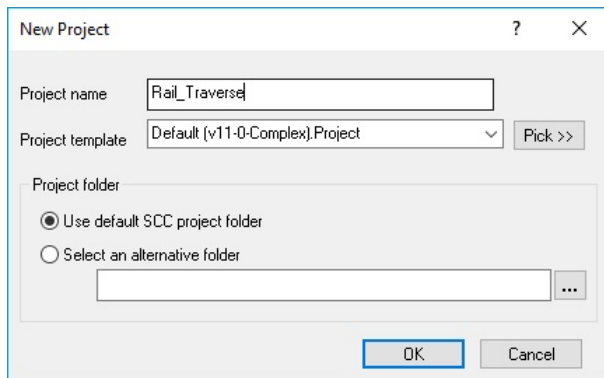 New Project ?
Project name Rail_Traverse
Project template Default (v11-0-Complex).Project Pick >>
Project folder
Use default SCC project folder
Select an alternative folder
...
OK Cancel